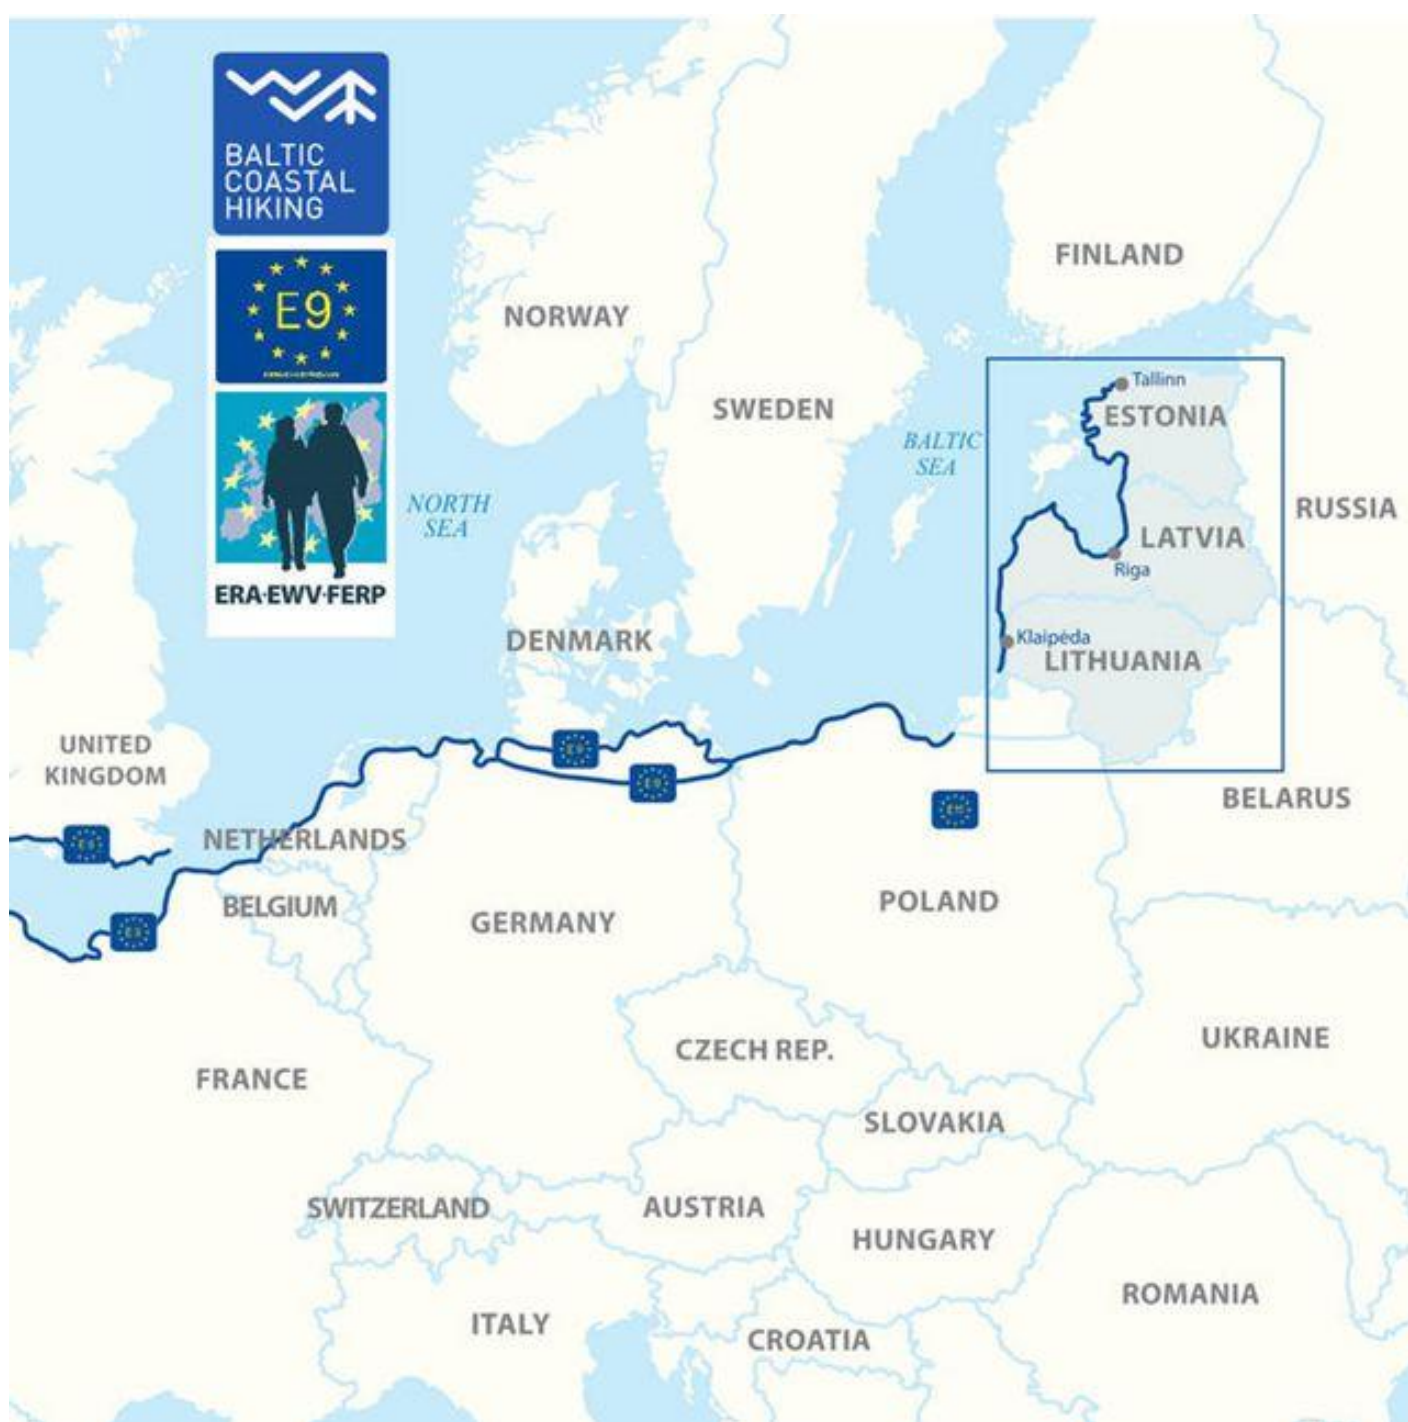 BALTIC
COASTAL
HIKING
E9
ERA-EWV-FERP
NORWAY
FINLAND
SWEDEN
Tallinn
ESTONIA
BALTIC
SEA
NORTH
SEA
RUSSIA
LATVIA
Riga
DENMARK
Klaipėda
LITHUANIA
UNITED
KINGDOM
E9
E9
BELARUS
NETHERLANDS
BELGIUM
GERMANY
POLAND
CZECH REP.
UKRAINE
FRANCE
SLOVAKIA
SWITZERLAND
AUSTRIA
HUNGARY
ROMANIA
ITALY
CROATIA